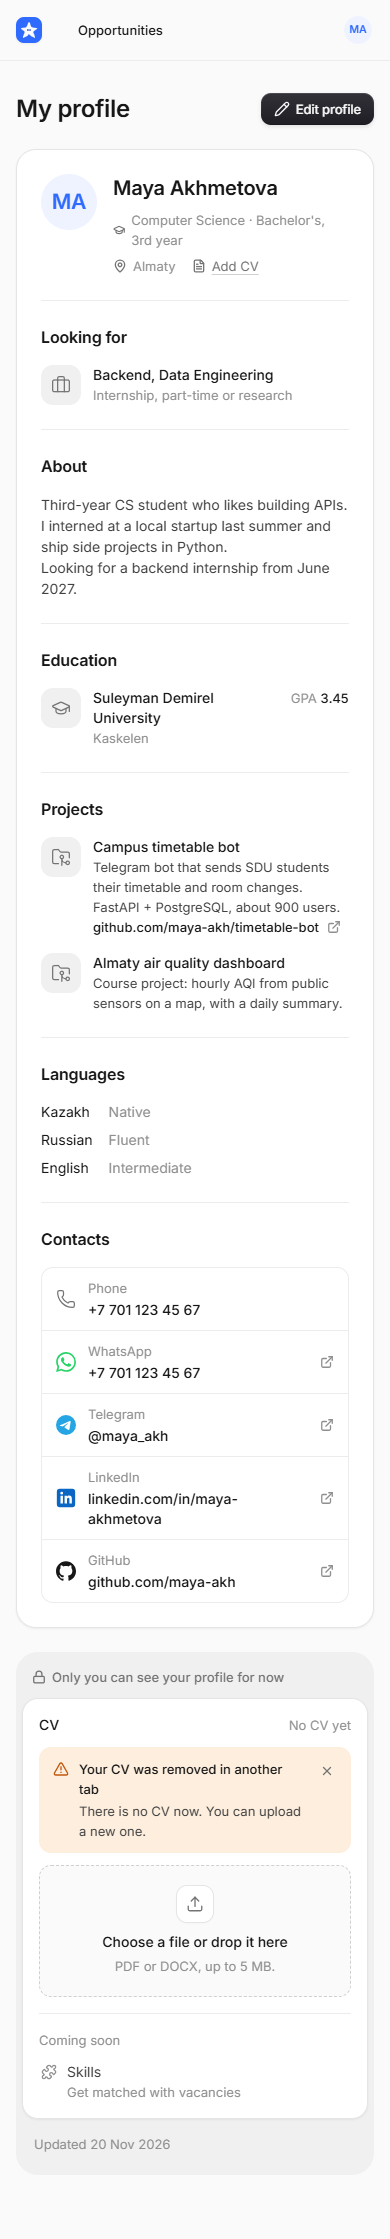 Opportunities
MA
My profile
Edit profile
MA
Maya Akhmetova
Computer Science · Bachelor's,
3rd year
Almaty
Add CV
Looking for
Backend, Data Engineering
Internship, part-time or research
About
Third-year CS student who likes building APIs.
I interned at a local startup last summer and
ship side projects in Python.
Looking for a backend internship from June
2027.
Education
Suleyman Demirel
University
GPA 3.45
Kaskelen
Projects
Campus timetable bot
Telegram bot that sends SDU students
their timetable and room changes.
FastAPI + PostgreSQL, about 900 users.
github.com/maya-akh/timetable-bot
Almaty air quality dashboard
Course project: hourly AQI from public
sensors on a map, with a daily summary.
Languages
Kazakh Native
Russian Fluent
English Intermediate
Contacts
Phone
+7 701 123 45 67
WhatsApp
+7 701 123 45 67
Telegram
@maya_akh
LinkedIn
linkedin.com/in/maya-
akhmetova
GitHub
github.com/maya-akh
Only you can see your profile for now
CV
No CV yet
Your CV was removed in another
tab
There is no CV now. You can upload
a new one.
Choose a file or drop it here
PDF or DOCX, up to 5 MB.
Coming soon
Skills
Get matched with vacancies
Updated 20 Nov 2026